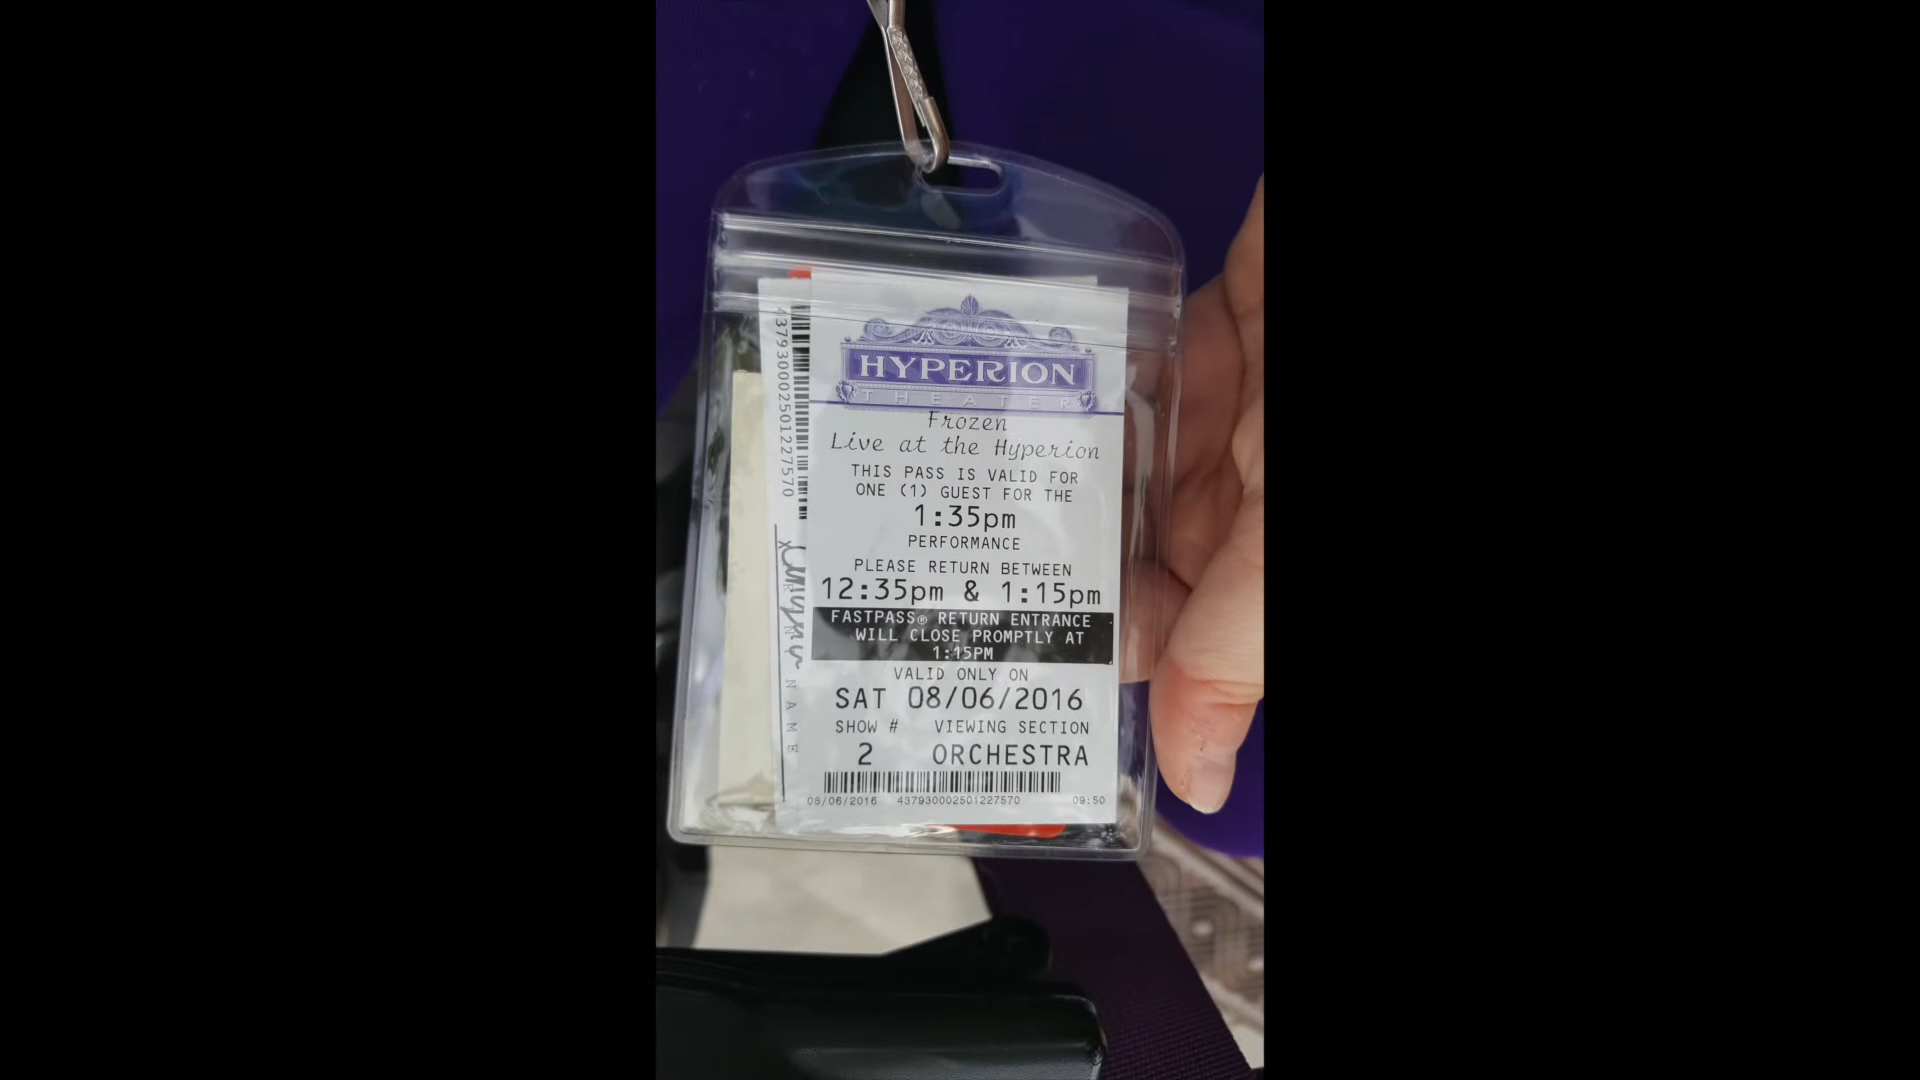 HYPERION
THEATER
Frozen
Live at the Hyperion
THIS PASS IS VALID FOR
ONE (1) GUEST FOR THE
1:35pm
PERFORMANCE
PLEASE RETURN BETWEEN
12:35pm & 1:15pm
FASTPASS® RETURN ENTRANCE
WILL CLOSE PROMPTLY AT
1:15PM
VALID ONLY ON
SAT 08/06/2016
SHOW # VIEWING SECTION
2 ORCHESTRA
08/06/2016 437930002501227570 09:50
437930002501227570
NAME